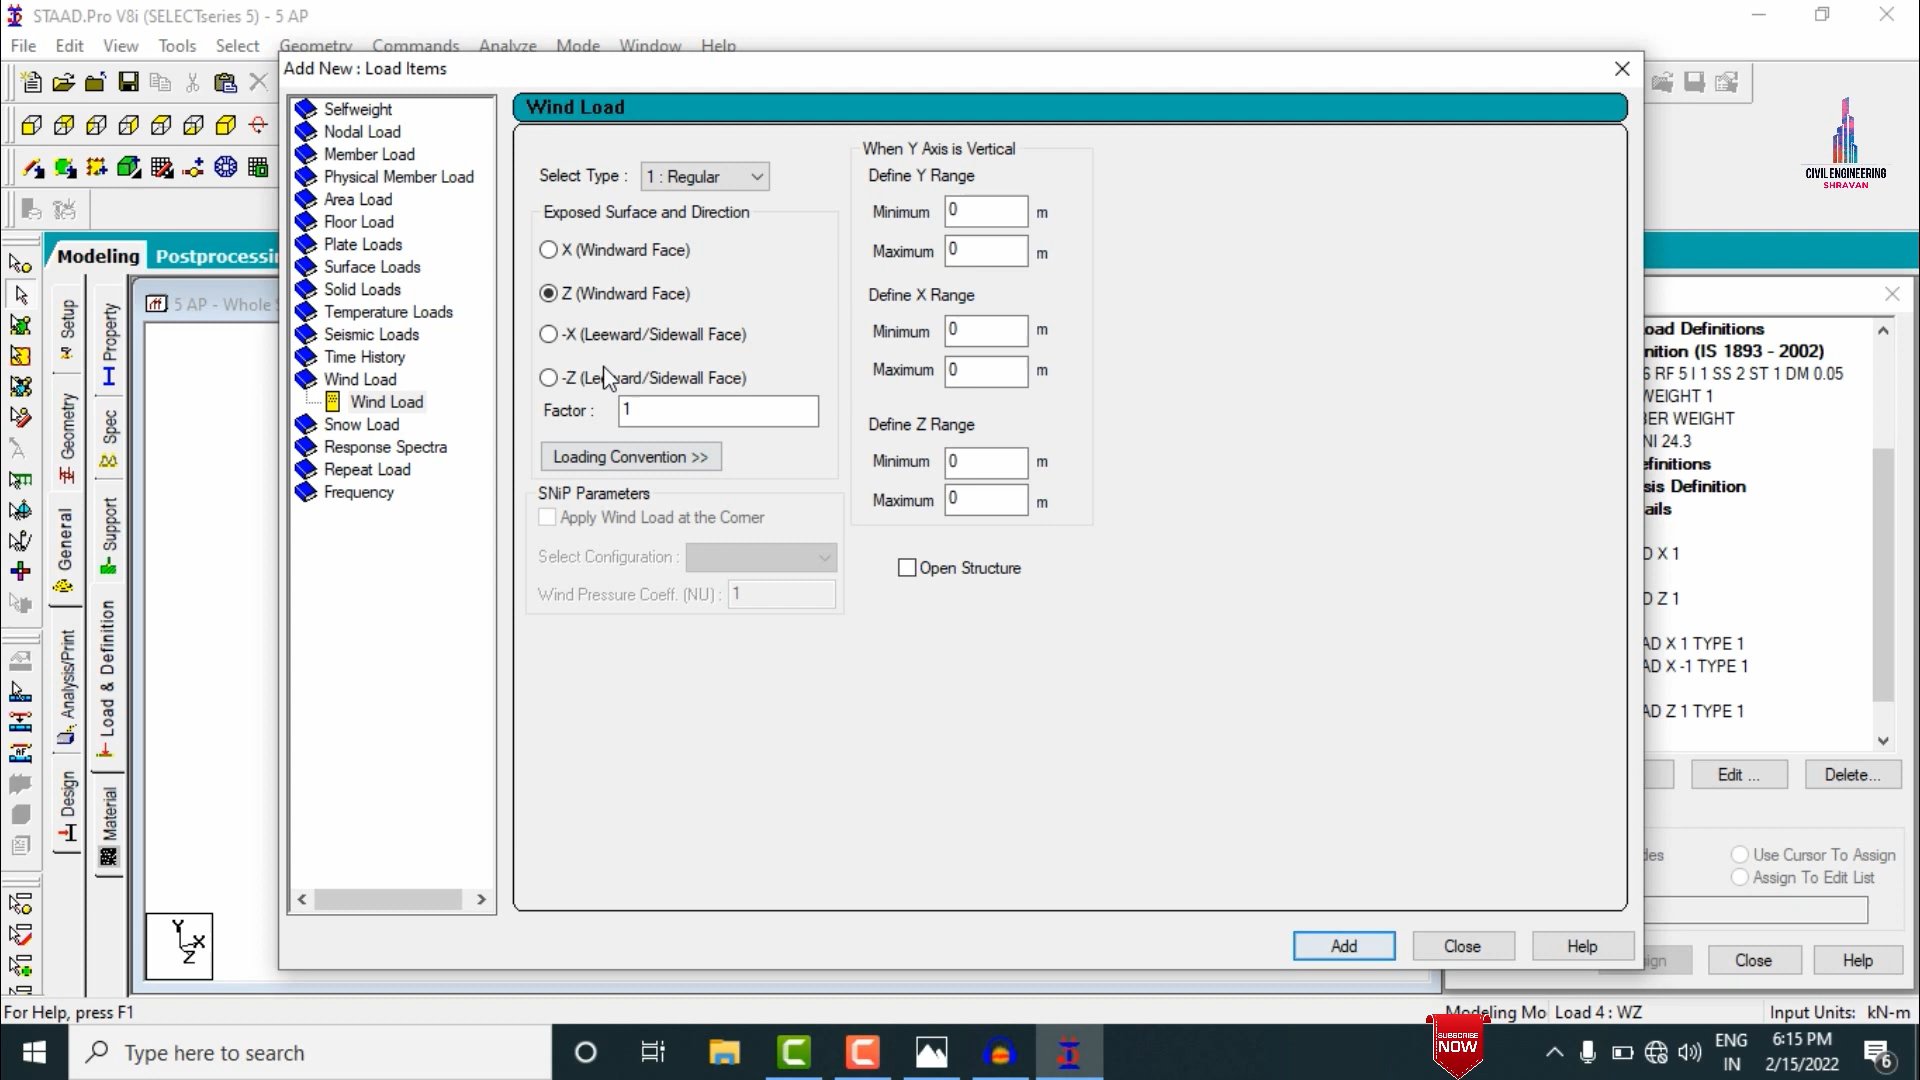 STAAD.Pro V8i (SELECTseries 5) - 5 AP
File Edit View Tools Select Geometry Commands Analyze Mode Window Help
Add New : Load Items
Selfweight
Nodal Load
Member Load
Physical Member Load
Area Load
Floor Load
Plate Loads
Surface Loads
Solid Loads
Temperature Loads
Seismic Loads
Time History
Wind Load
Wind Load
Snow Load
Response Spectra
Repeat Load
Frequency
Wind Load
Select Type : 1 : Regular
Exposed Surface and Direction
X (Windward Face)
Z (Windward Face)
-X (Leeward/Sidewall Face)
-Z (Leeward/Sidewall Face)
Factor : 1
Loading Convention >>
SNiP Parameters
Apply Wind Load at the Corner
Select Configuration :
Wind Pressure Coeff. (NU) : 1
When Y Axis is Vertical
Define Y Range
Minimum 0 m
Maximum 0 m
Define X Range
Minimum 0 m
Maximum 0 m
Define Z Range
Minimum 0 m
Maximum 0 m
Open Structure
Add Close Help
CIVIL ENGINEERING
SHRAVAN
Modeling Postprocessi
5 AP - Whole
Setup
Geometry
General
Analysis/Print
Design
Property
Spec
Support
Load & Definition
Material
Y
X
Z
oad Definitions
nition (IS 1893 - 2002)
S RF 5 I 1 SS 2 ST 1 DM 0.05
WEIGHT 1
BER WEIGHT
NI 24.3
efinitions
sis Definition
ails
D X 1
D Z 1
AD X 1 TYPE 1
AD X -1 TYPE 1
AD Z 1 TYPE 1
Edit ... Delete...
des Use Cursor To Assign
Assign To Edit List
ign Close Help
For Help, press F1
Modeling Mo Load 4 : WZ Input Units: kN-m
Type here to search
SUBSCRIBE
NOW
ENG
IN
6:15 PM
2/15/2022
6